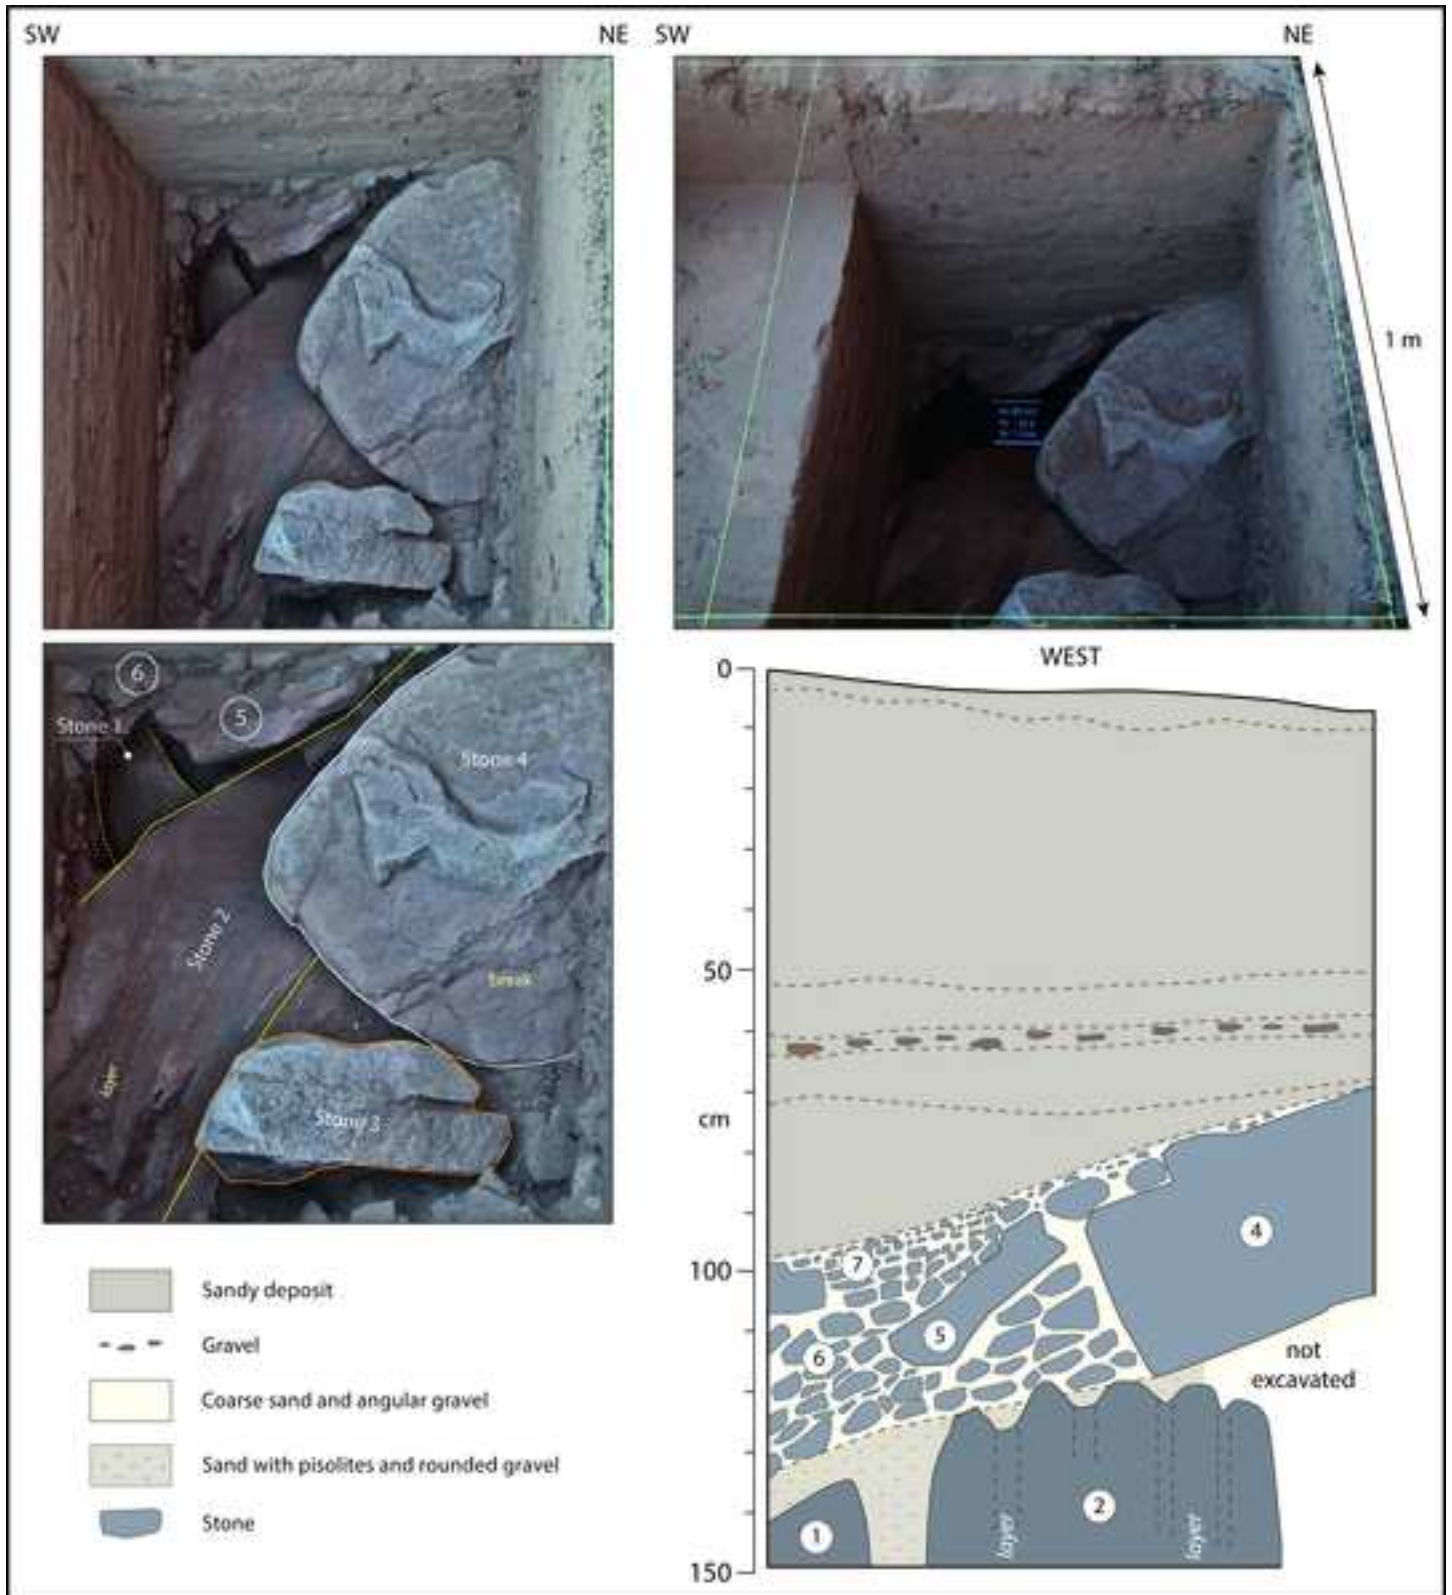 SW NE SW NE
1 m
6
5
Stone 1
Stone 4
Stone 2
break
layer
Stone 3
WEST
0
50
cm
100
150
7
4
5
6
not
excavated
2
1
layer
layer
Sandy deposit
Gravel
Coarse sand and angular gravel
Sand with pisolites and rounded gravel
Stone